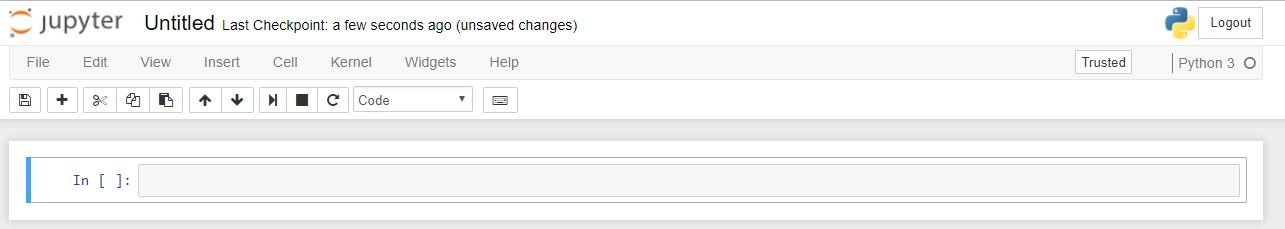 jupyter Untitled Last Checkpoint: a few seconds ago (unsaved changes) Logout
File Edit View Insert Cell Kernel Widgets Help Trusted Python 3
Code
In [ ]: